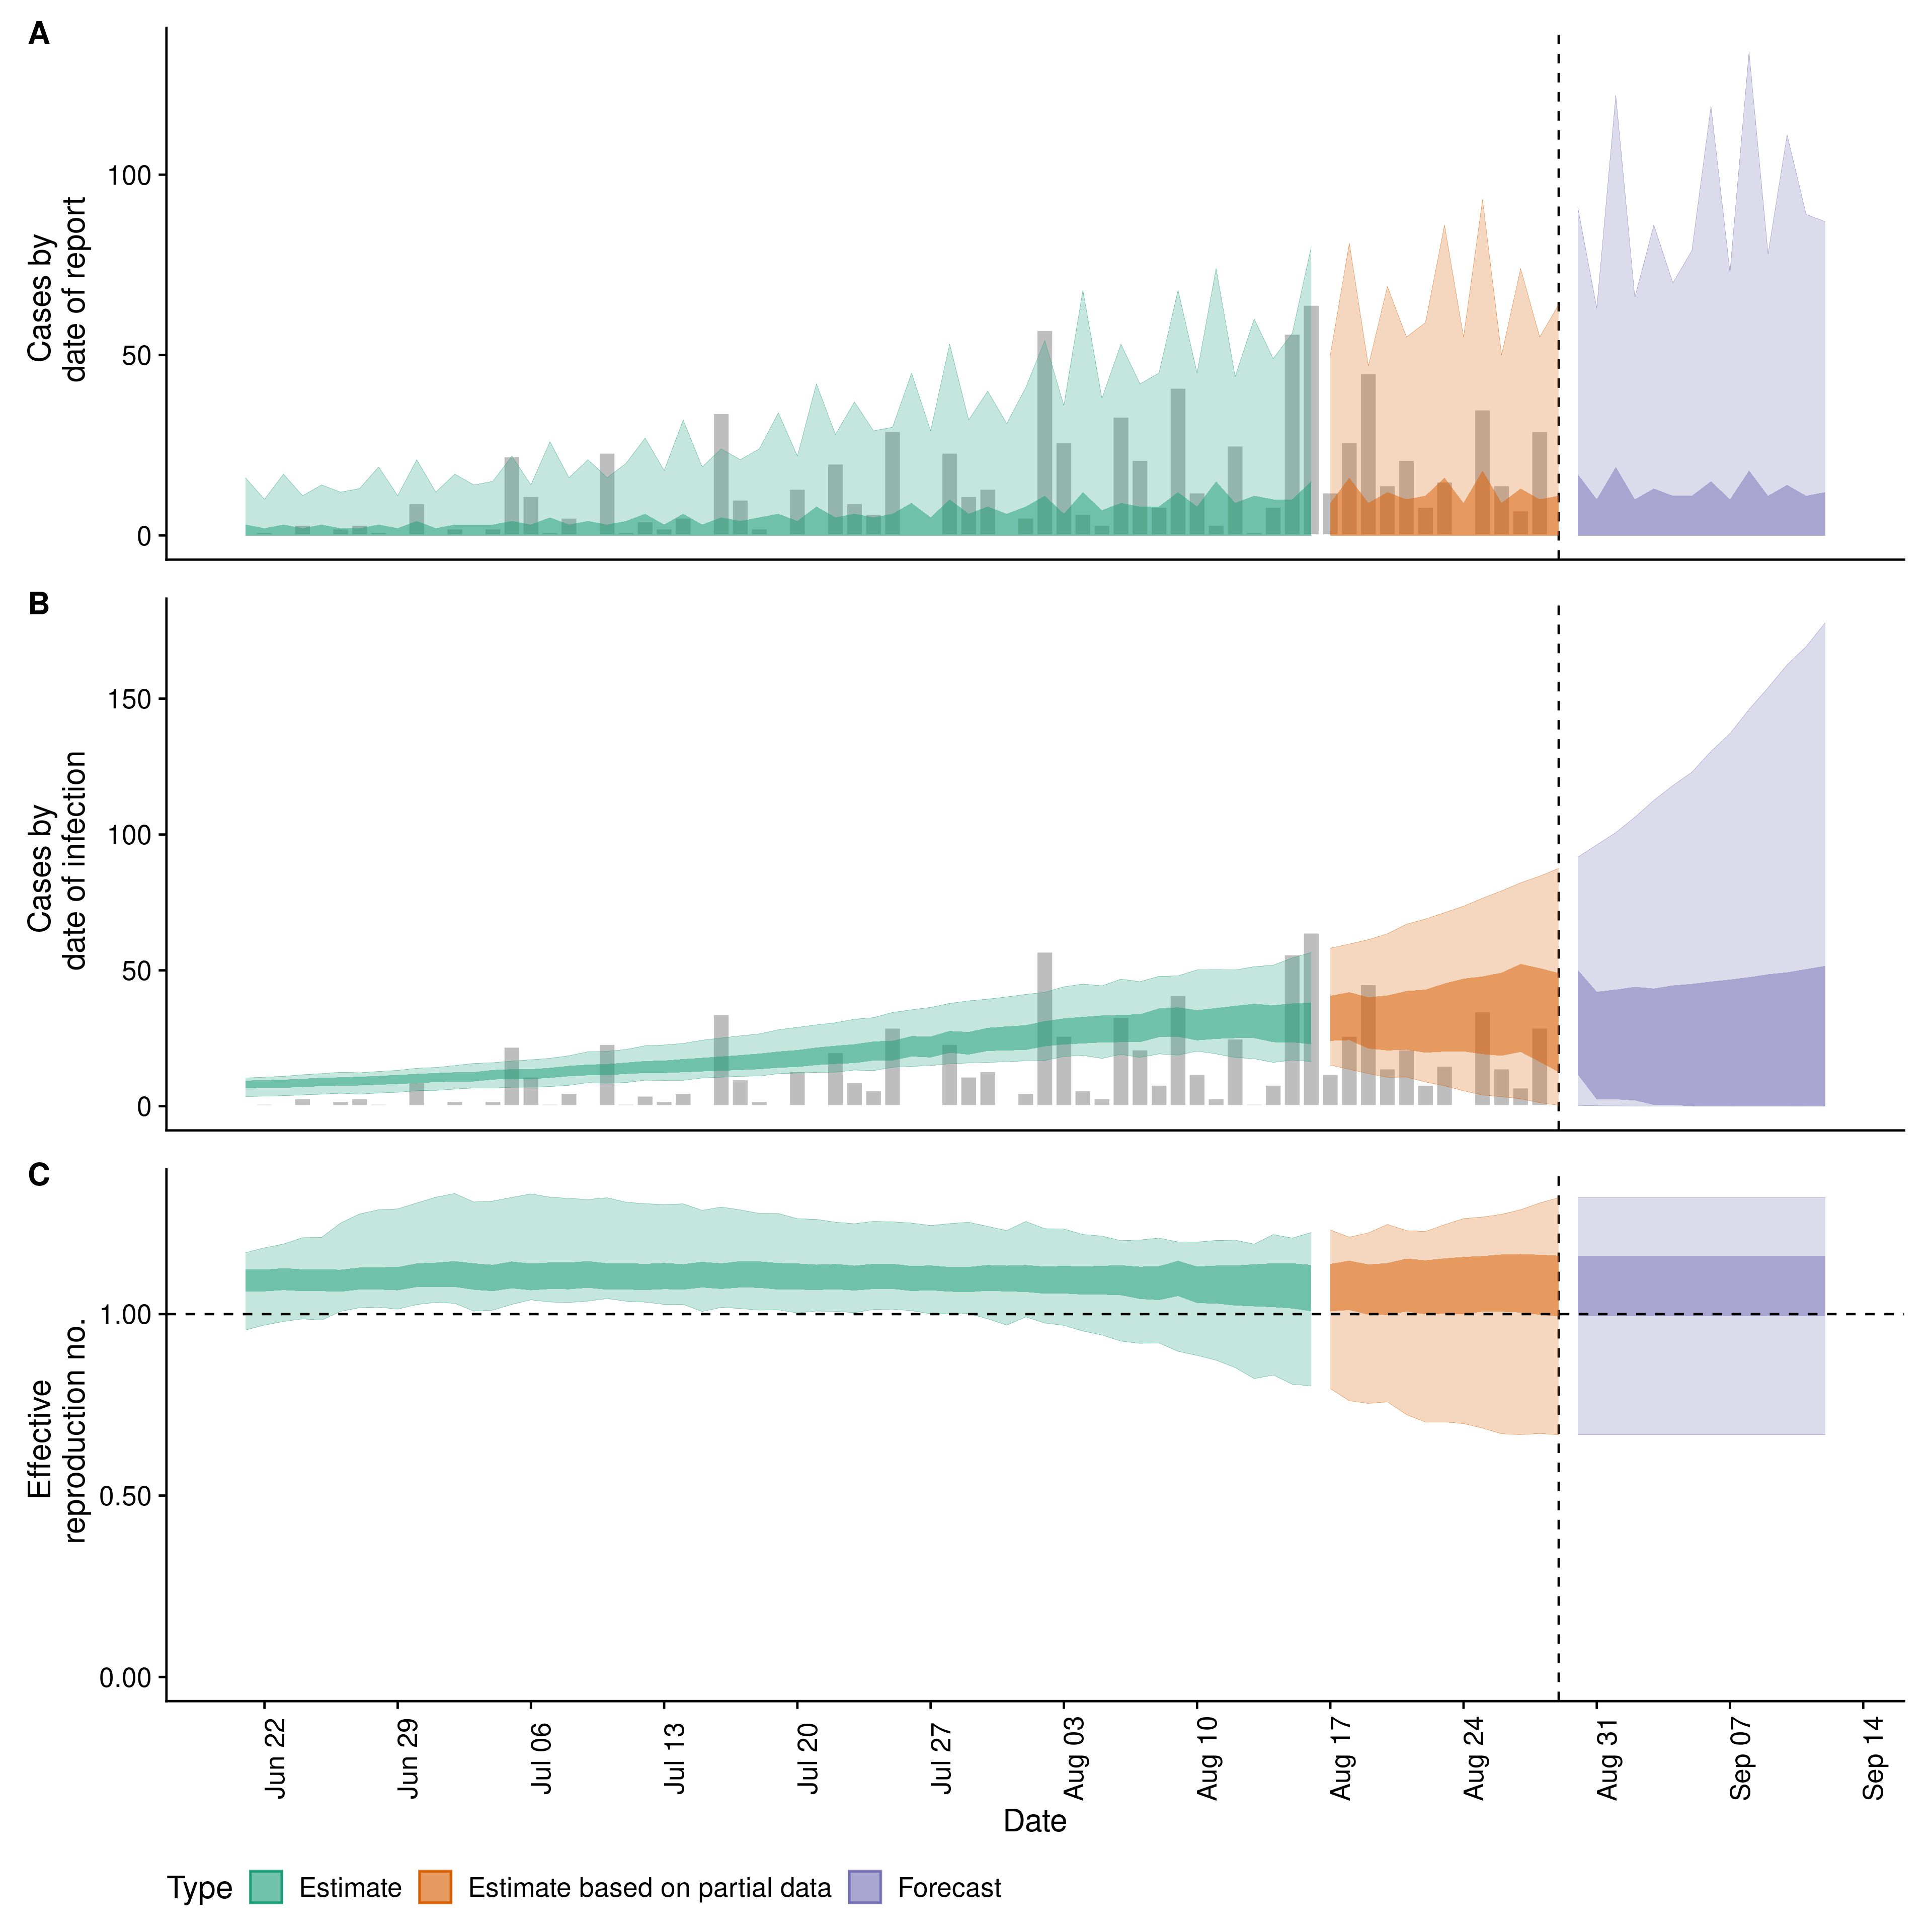 A
Cases by
date of report
100
50
0
B
Cases by
date of infection
150
100
50
0
C
Effective
reproduction no.
1.00
0.50
0.00
Jun 22
Jun 29
Jul 06
Jul 13
Jul 20
Jul 27
Aug 03
Aug 10
Aug 17
Aug 24
Aug 31
Sep 07
Sep 14
Date
Type Estimate Estimate based on partial data Forecast